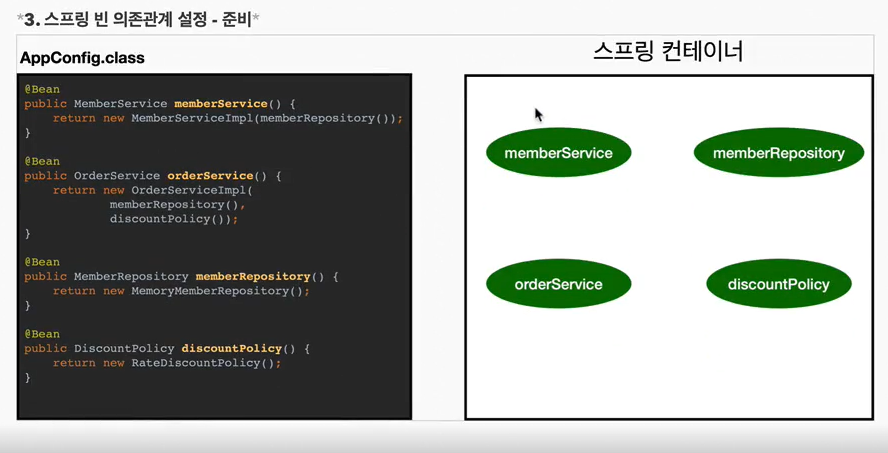 *3. 스프링 빈 의존관계 설정 - 준비*
AppConfig.class
@Bean
public MemberService memberService() {
    return new MemberServiceImpl(memberRepository());
}
@Bean
public OrderService orderService() {
    return new OrderServiceImpl(
            memberRepository(),
            discountPolicy());
}
@Bean
public MemberRepository memberRepository() {
    return new MemoryMemberRepository();
}
@Bean
public DiscountPolicy discountPolicy() {
    return new RateDiscountPolicy();
}
스프링 컨테이너
memberService
memberRepository
orderService
discountPolicy